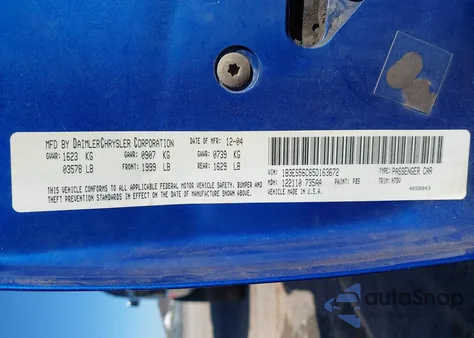 MFD BY DAIMLERCHRYSLER CORPORATION DATE OF MFR: 12-04
GVWR: 1623 KG GAWR: 0907 KG GAWR: 0739 KG
03578 LB FRONT: 1999 LB REAR: 1629 LB
THIS VEHICLE CONFORMS TO ALL APPLICABLE FEDERAL MOTOR VEHICLE SAFETY, BUMPER AND
THEFT PREVENTION STANDARDS IN EFFECT ON THE DATE OF MANUFACTURE SHOWN ABOVE.
VIN: 1B3ES56C85D163672 TYPE: PASSENGER CAR
MDH: 122110 735AA PAINT: PB5 TRIM: H7DV
VEHICLE MADE IN U.S.A.
autoSnap